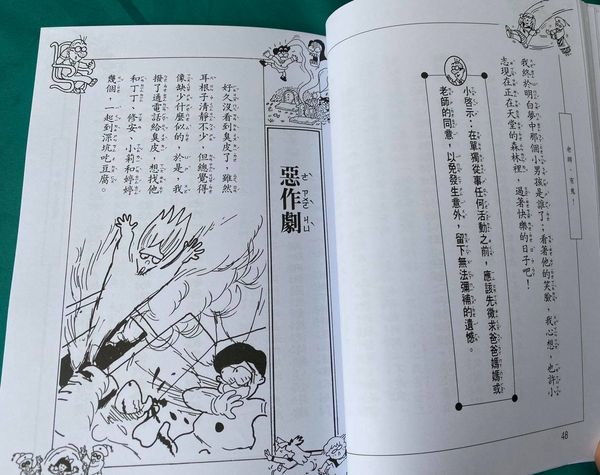 老師，有鬼！
我終於明白夢中那個小男孩是誰了；看著他的笑臉，我心想，也許小
志現在正在天堂的森林裡，過著快樂的日子吧！
小啓示：在單獨從事任何活動之前，應該先徵求爸爸媽媽或
老師的同意，以免發生意外，留下無法彌補的遺憾。
48
惡作劇
ㄜˋ ㄗㄨㄛˋ ㄐㄩˋ
好久沒看到臭皮了，雖然
耳根子清靜不少，但總覺得
像缺少什麼似的，於是，我
撥了通電話給臭皮，想找他
和丁丁、修安、小莉和婷婷
幾個，一起到深坑吃豆腐。